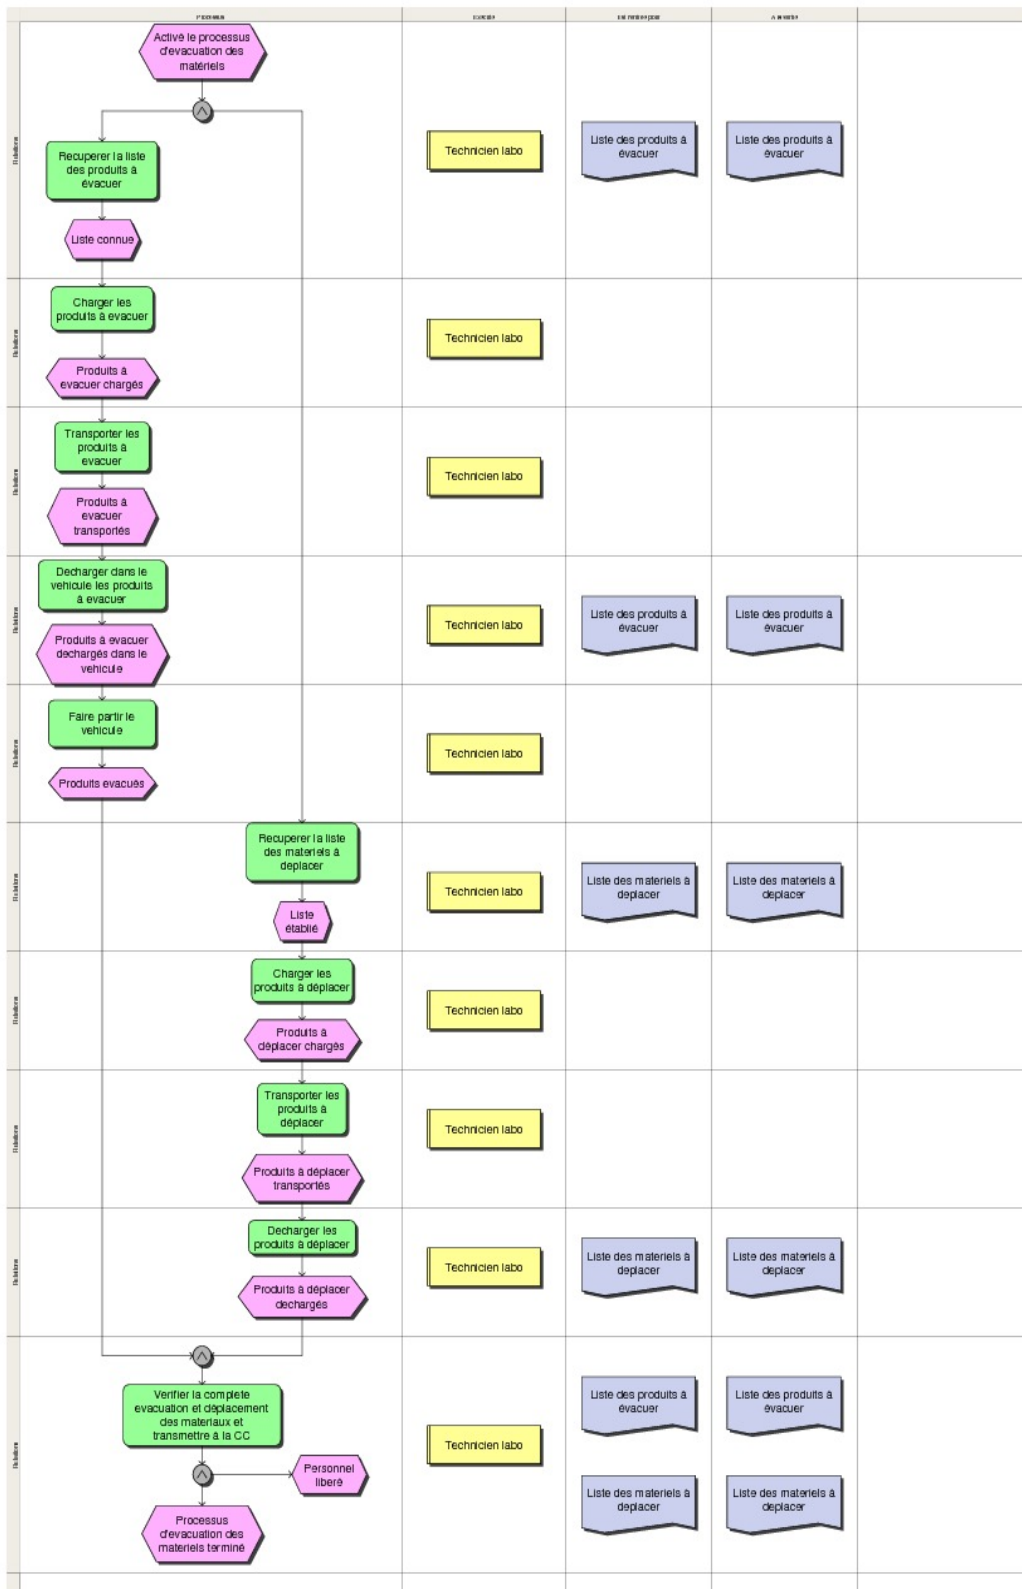 Processus
Exécute
Est entrée pour
A en sortie
Activé le processus
d'evacuation des
matériels
Recuperer la liste
des produits à
évacuer
Technicien labo
Liste des produits à
évacuer
Liste des produits à
évacuer
Liste connue
Charger les
produits à evacuer
Technicien labo
Produits à
evacuer chargés
Transporter les
produits à
evacuer
Technicien labo
Produits à
evacuer
transportés
Decharger dans le
vehicule les produits
à evacuer
Technicien labo
Liste des produits à
évacuer
Liste des produits à
évacuer
Produits à evacuer
dechargés dans le
vehicule
Faire partir le
vehicule
Technicien labo
Produits evacués
Recuperer la liste
des materiels à
deplacer
Technicien labo
Liste des materiels à
deplacer
Liste des materiels à
deplacer
Liste
établié
Charger les
produits à déplacer
Technicien labo
Produits à
déplacer chargés
Transporter les
produits à
déplacer
Technicien labo
Produits à déplacer
transportés
Decharger les
produits à déplacer
Technicien labo
Liste des materiels à
deplacer
Liste des materiels à
deplacer
Produits à déplacer
dechargés
Verifier la complete
evacuation et déplacement
des materiaux et
transmettre à la CC
Technicien labo
Liste des produits à
évacuer
Liste des produits à
évacuer
Personnel
liberé
Liste des materiels à
deplacer
Liste des materiels à
deplacer
Processus
d'evacuation des
materiels terminé